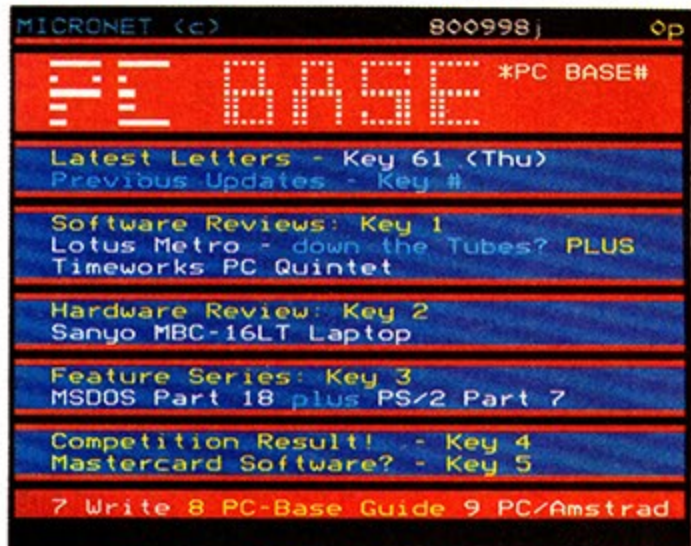 MICRONET (c) 800998j 0p
PC BASE *PC BASE#
Latest Letters - Key 61 (Thu)
Previous Updates - Key #
Software Reviews: Key 1
Lotus Metro - down the Tubes? PLUS
Timeworks PC Quintet
Hardware Review: Key 2
Sanyo MBC-16LT Laptop
Feature Series: Key 3
MSDOS Part 18 plus PS/2 Part 7
Competition Result! - Key 4
Mastercard Software? - Key 5
7 Write 8 PC-Base Guide 9 PC/Amstrad